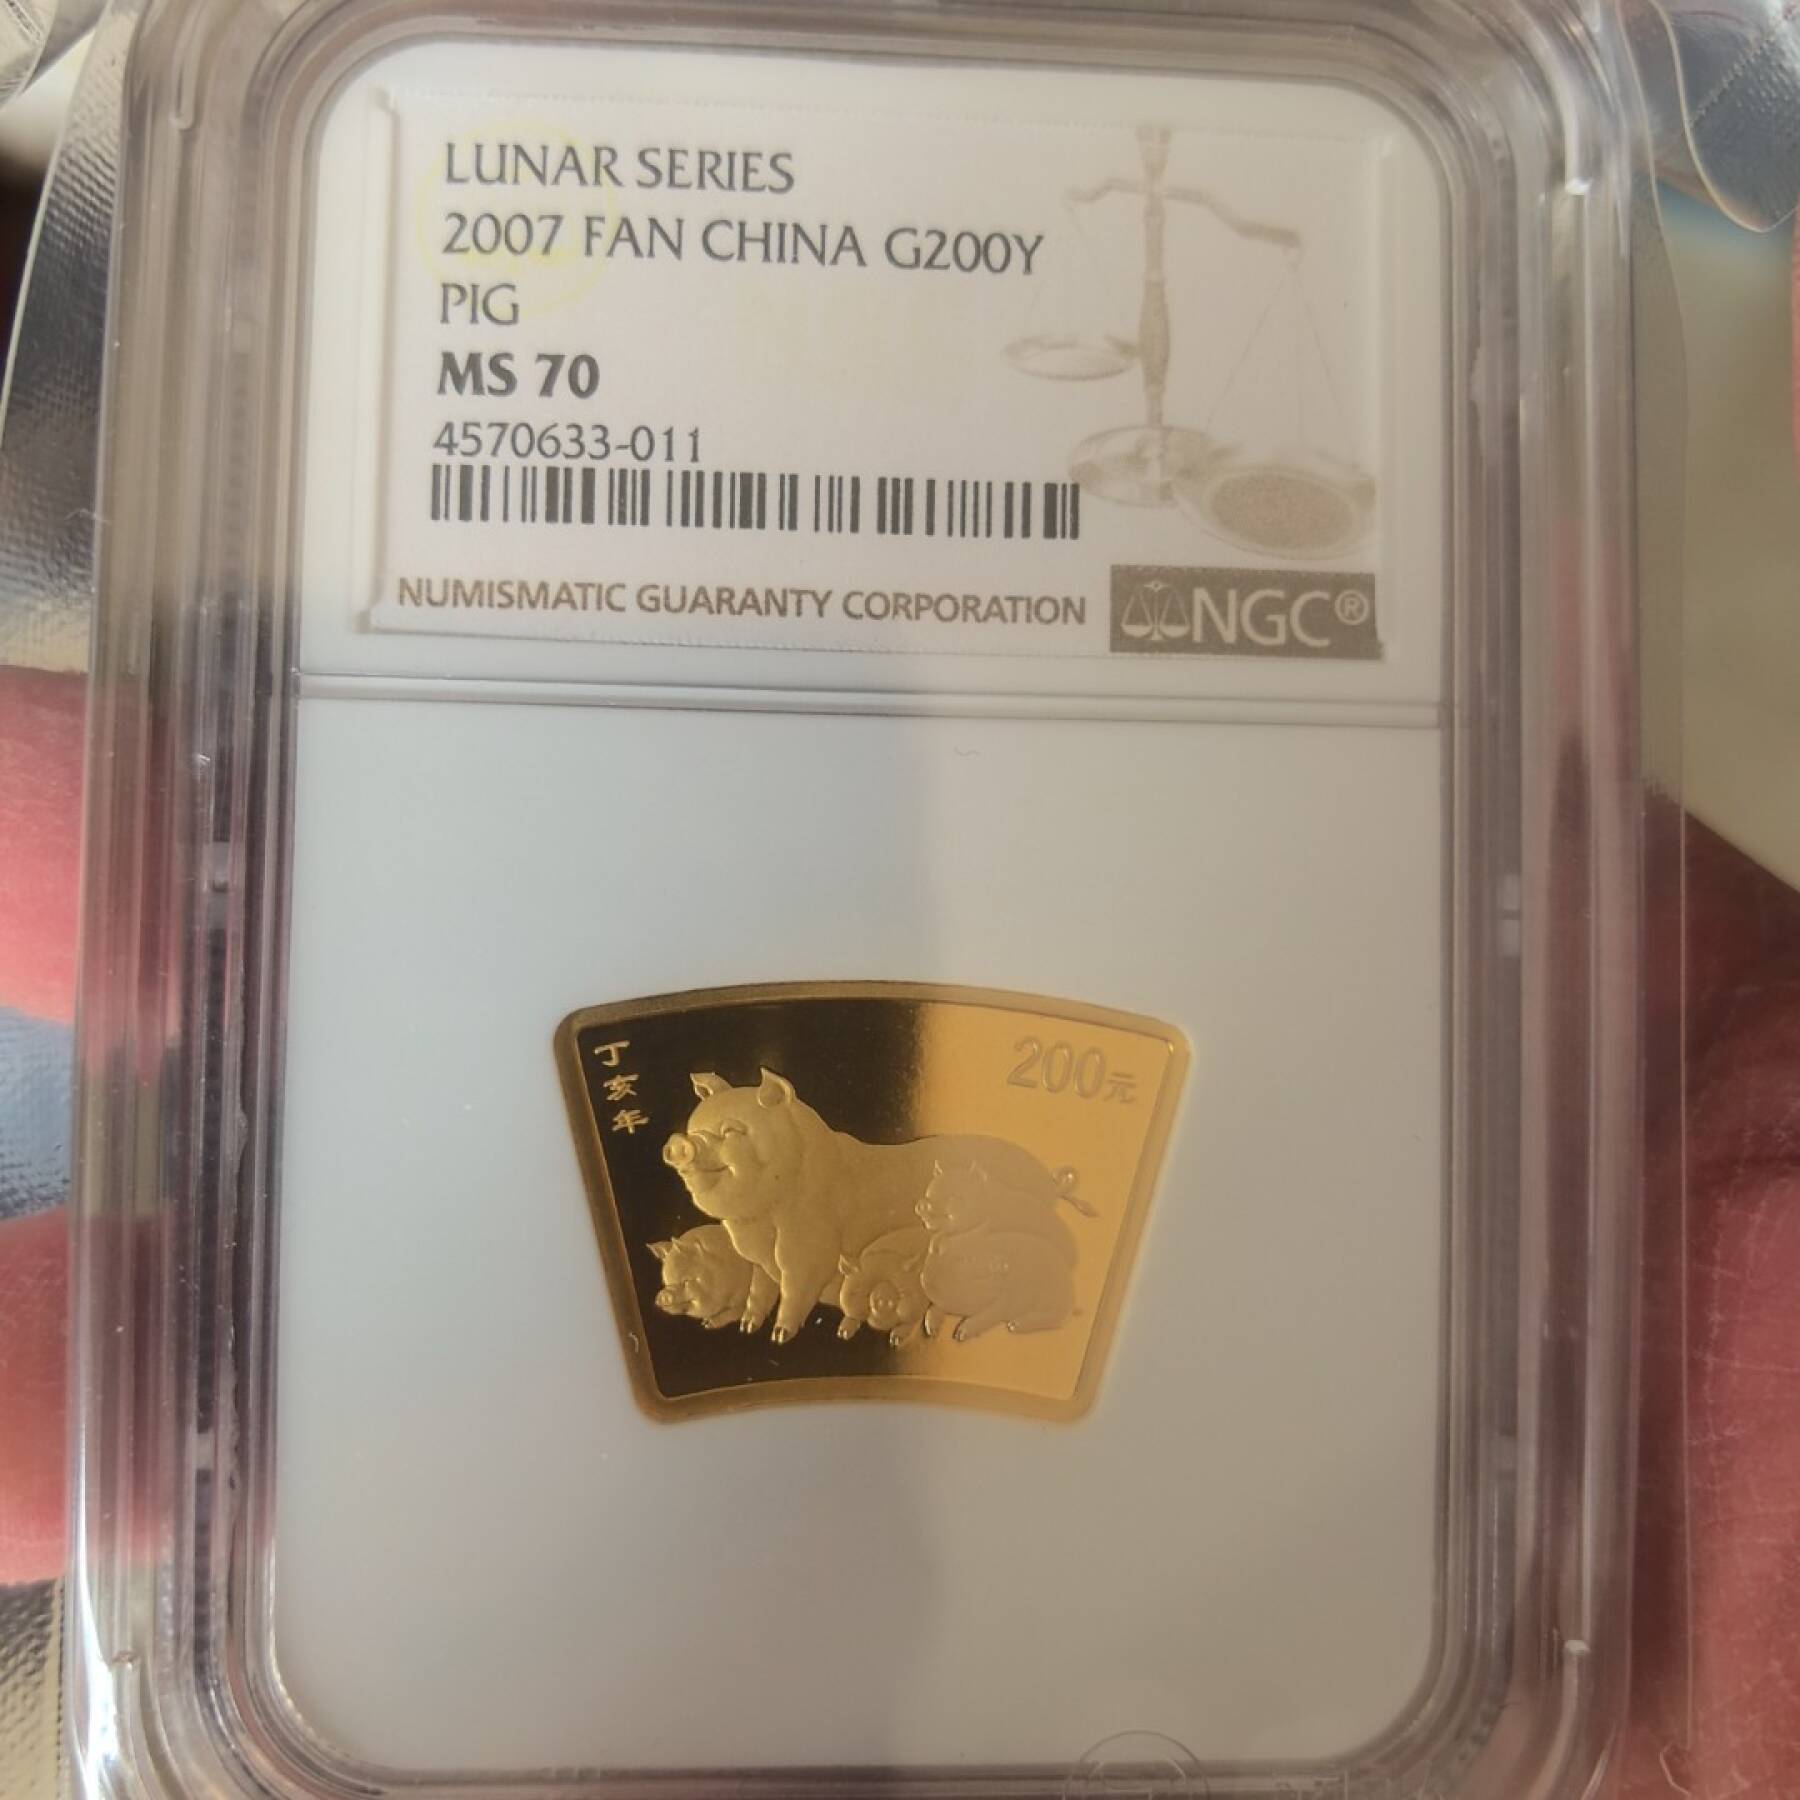 LUNAR SERIES
2007 FAN CHINA G200Y
PIG
MS 70
4570633-011
NUMISMATIC GUARANTY CORPORATION
NGC®
丁亥年
200元